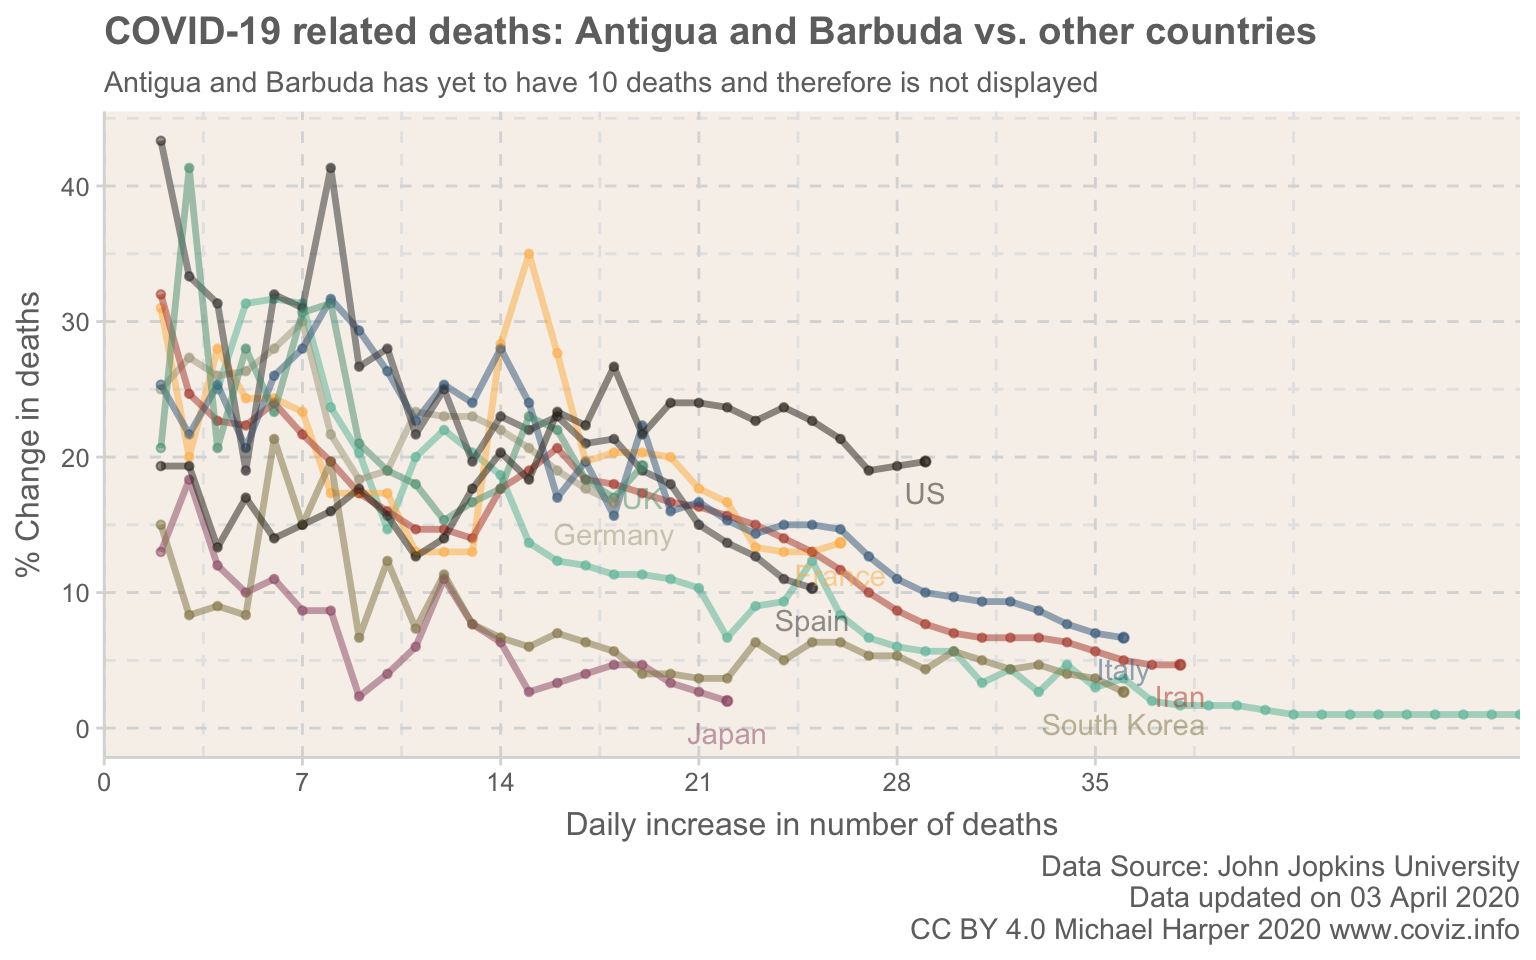 COVID-19 related deaths: Antigua and Barbuda vs. other countries
Antigua and Barbuda has yet to have 10 deaths and therefore is not displayed
% Change in deaths
40
30
20
10
0
UK
US
Germany
France
Spain
Italy
Iran
South Korea
Japan
0 7 14 21 28 35
Daily increase in number of deaths
Data Source: John Jopkins University
Data updated on 03 April 2020
CC BY 4.0 Michael Harper 2020 www.coviz.info